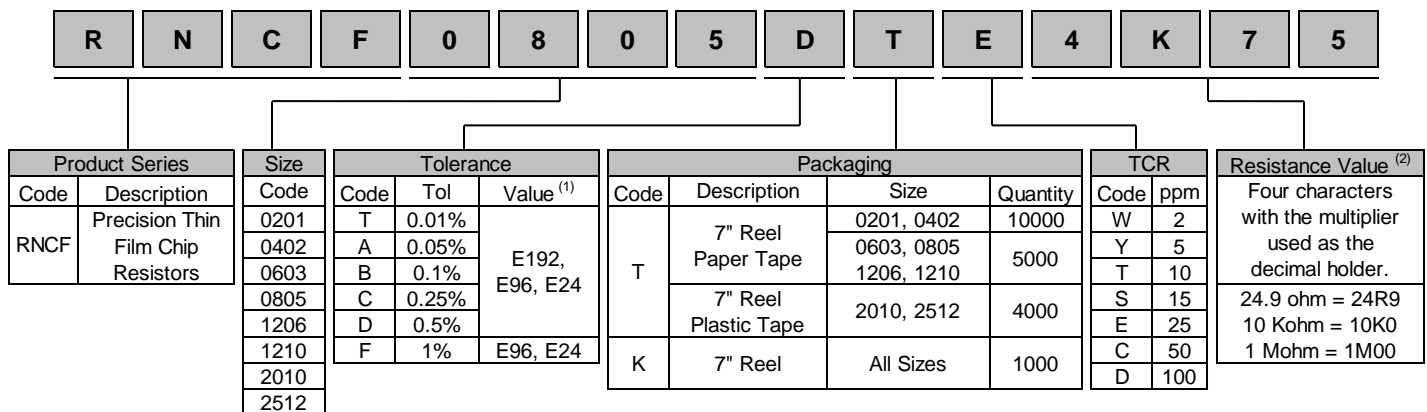 R N C F 0 8 0 5 D T E 4 K 7 5
Product Series
Code Description
RNCF
Precision Thin
Film Chip
Resistors
Size
Code
0201
0402
0603
0805
1206
1210
2010
2512
Tolerance
Code Tol Value (1)
T 0.01%
A 0.05%
B 0.1%
C 0.25%
D 0.5%
E192,
E96, E24
F 1% E96, E24
Packaging
Code Description Size Quantity
T
7" Reel
Paper Tape
0201, 0402 10000
0603, 0805
1206, 1210
5000
7" Reel
Plastic Tape
2010, 2512 4000
K 7" Reel All Sizes 1000
TCR
Code ppm
W 2
Y 5
T 10
S 15
E 25
C 50
D 100
Resistance Value (2)
Four characters
with the multiplier
used as the
decimal holder.
24.9 ohm = 24R9
10 Kohm = 10K0
1 Mohm = 1M00